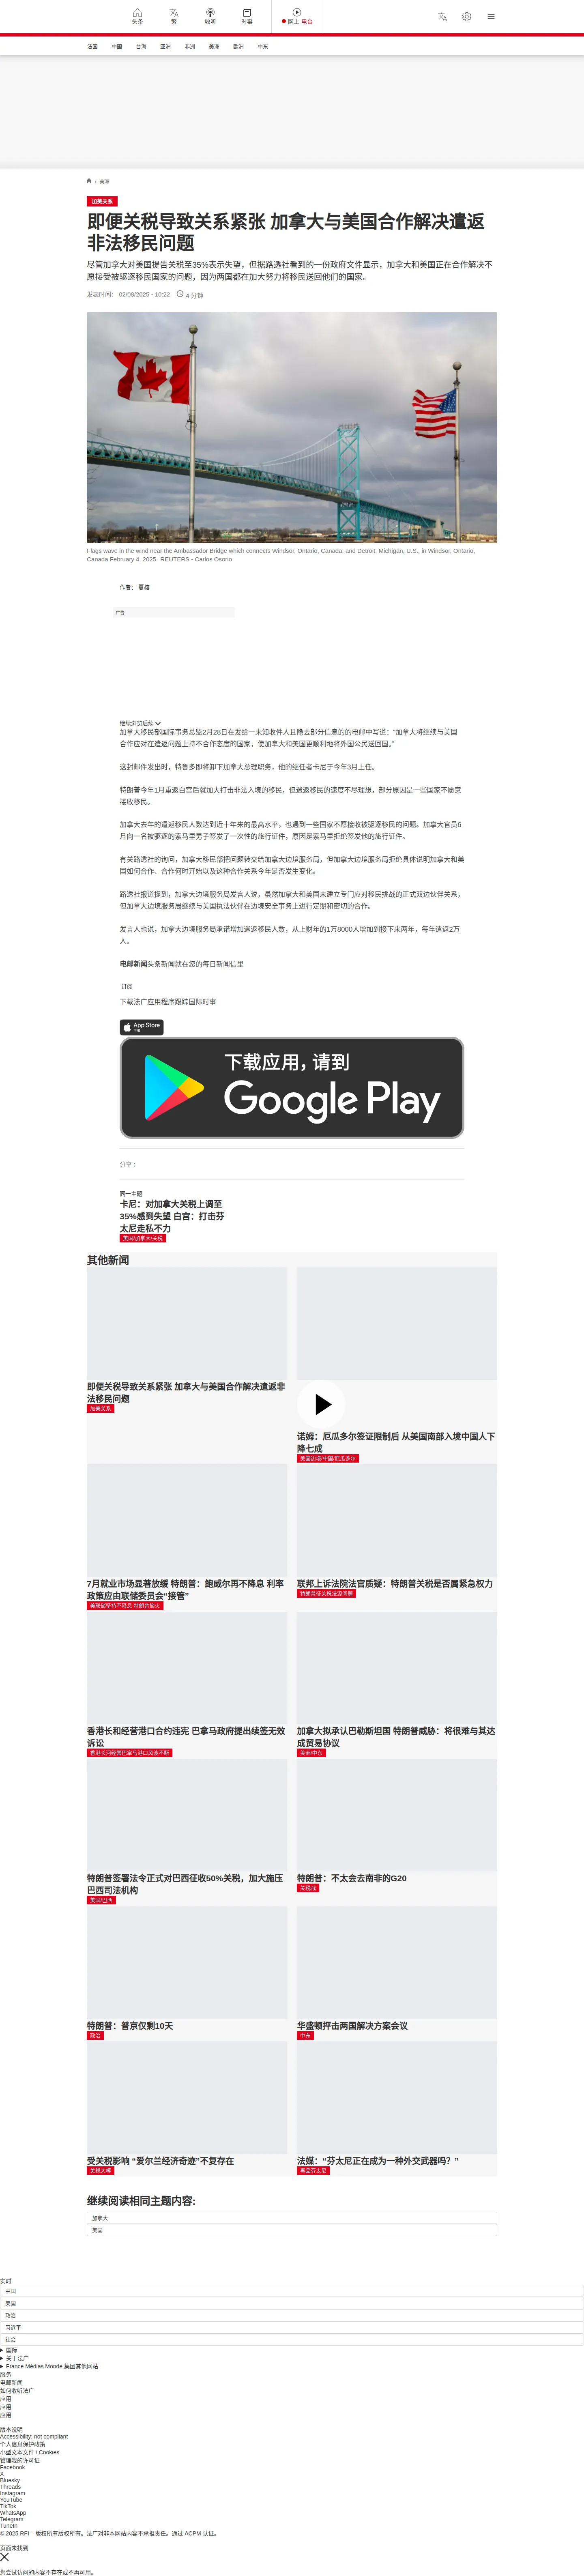 头条
繁
收听
时事
网上 电台
法国
中国
台海
亚洲
非洲
美洲
欧洲
中东
/ 美洲
加美关系
即便关税导致关系紧张 加拿大与美国合作解决遣返
非法移民问题
尽管加拿大对美国提告关税至35%表示失望，但据路透社看到的一份政府文件显示，加拿大和美国正在合作解决不
愿接受被驱逐移民国家的问题，因为两国都在加大努力将移民送回他们的国家。
发表时间： 02/08/2025 - 10:22
4 分钟
Flags wave in the wind near the Ambassador Bridge which connects Windsor, Ontario, Canada, and Detroit, Michigan, U.S., in Windsor, Ontario,
Canada February 4, 2025. REUTERS - Carlos Osorio
作者： 夏榕
广告
继续浏览后续
加拿大移民部国际事务总监2月28日在发给一未知收件人且隐去部分信息的的电邮中写道：“加拿大将继续与美国
合作应对在遣返问题上持不合作态度的国家，使加拿大和美国更顺利地将外国公民送回国。”
这封邮件发出时，特鲁多即将卸下加拿大总理职务，他的继任者卡尼于今年3月上任。
特朗普今年1月重返白宫后就加大打击非法入境的移民，但遣返移民的速度不尽理想，部分原因是一些国家不愿意
接收移民。
加拿大去年的遣返移民人数达到近十年来的最高水平，也遇到一些国家不愿接收被驱逐移民的问题。加拿大官员6
月向一名被驱逐的索马里男子签发了一次性的旅行证件，原因是索马里拒绝签发他的旅行证件。
有关路透社的询问，加拿大移民部把问题转交给加拿大边境服务局，但加拿大边境服务局拒绝具体说明加拿大和美
国如何合作、合作何时开始以及这种合作关系今年是否发生变化。
路透社报道提到，加拿大边境服务局发言人说，虽然加拿大和美国未建立专门应对移民挑战的正式双边伙伴关系，
但加拿大边境服务局继续与美国执法伙伴在边境安全事务上进行定期和密切的合作。
发言人也说，加拿大边境服务局承诺增加遣返移民人数，从上财年的1万8000人增加到接下来两年，每年遣返2万
人。
电邮新闻头条新闻就在您的每日新闻信里
订阅
下载法广应用程序跟踪国际时事
App Store
下载
下载应用，请到
Google Play
分享 :
同一主题
卡尼：对加拿大关税上调至
35%感到失望 白宫：打击芬
太尼走私不力
美国/加拿大/关税
其他新闻
即便关税导致关系紧张 加拿大与美国合作解决遣返非
法移民问题
加美关系
诺姆：厄瓜多尔签证限制后 从美国南部入境中国人下
降七成
美国边境/中国/厄瓜多尔
7月就业市场显著放缓 特朗普：鲍威尔再不降息 利率
政策应由联储委员会“接管”
美联储坚持不降息 特朗普恼火
联邦上诉法院法官质疑：特朗普关税是否属紧急权力
特朗普征关税法源问题
香港长和经营港口合约违宪 巴拿马政府提出续签无效
诉讼
香港长河经营巴拿马港口风波不断
加拿大拟承认巴勒斯坦国 特朗普威胁：将很难与其达
成贸易协议
美洲/中东
特朗普签署法令正式对巴西征收50%关税，加大施压
巴西司法机构
美国/巴西
特朗普：不太会去南非的G20
关税战
特朗普：普京仅剩10天
政治
华盛顿抨击两国解决方案会议
中东
受关税影响 “爱尔兰经济奇迹”不复存在
关税大棒
法媒：“芬太尼正在成为一种外交武器吗？”
毒品芬太尼
继续阅读相同主题内容:
加拿大
美国
实时
中国
美国
政治
习近平
社会
国际
关于法广
France Médias Monde 集团其他网站
服务
电邮新闻
如何收听法广
应用
应用
应用
版本说明
Accessibility: not compliant
个人信息保护政策
小型文本文件 / Cookies
管理我的许可证
Facebook
X
Bluesky
Threads
Instagram
YouTube
TikTok
WhatsApp
Telegram
TuneIn
© 2025 RFI – 版权所有版权所有。法广对非本网站内容不承担责任。通过 ACPM 认证。
页面未找到
您尝试访问的内容不存在或不再可用。